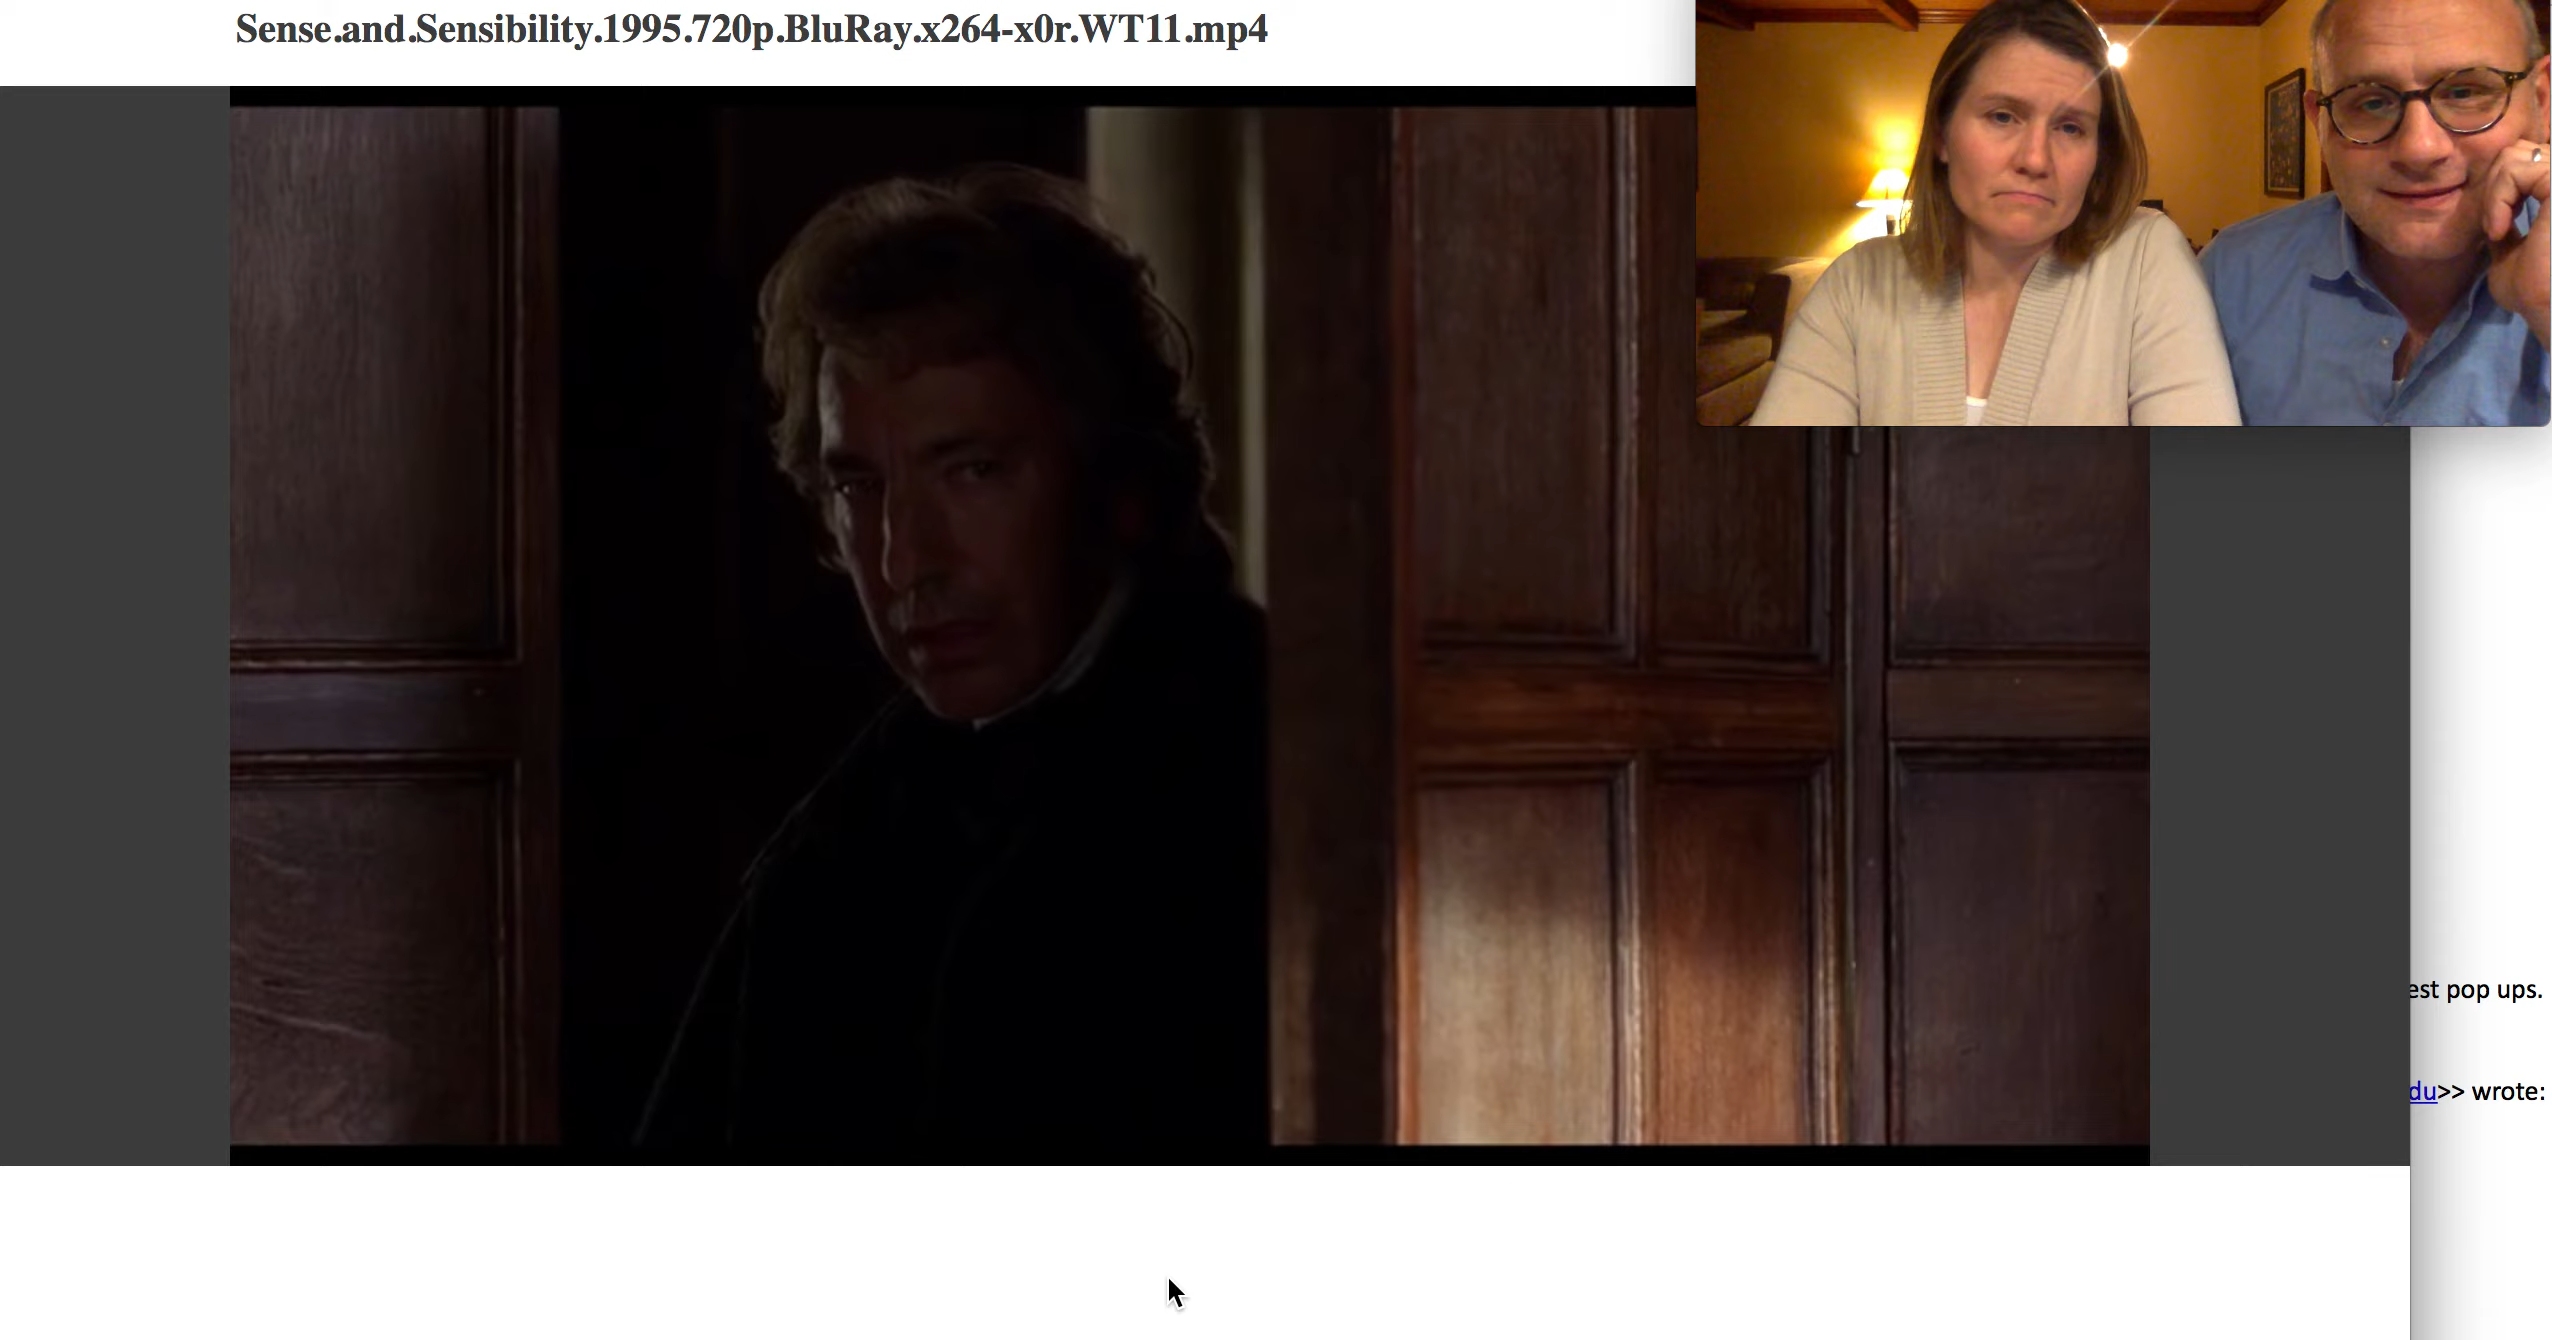 Sense.and.Sensibility.1995.720p.BluRay.x264-x0r.WT11.mp4
est pop ups.
du>> wrote: